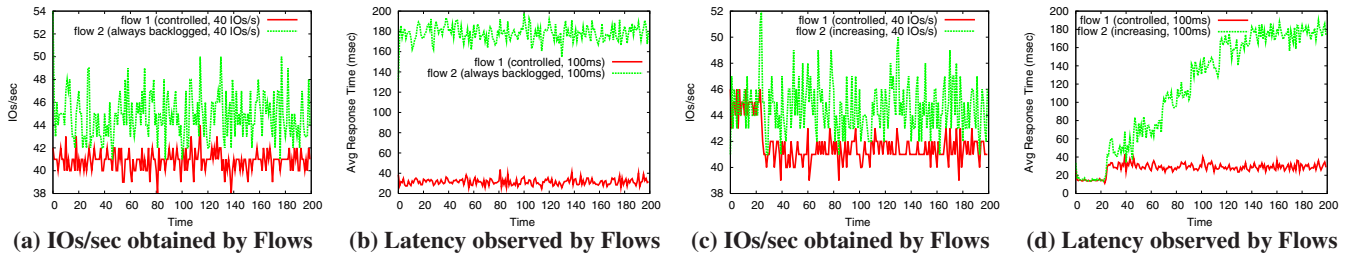 flow 1 (controlled, 40 IOs/s)
flow 2 (always backlogged, 40 IOs/s)
IOs/sec
54
52
50
48
46
44
42
40
38
0 20 40 60 80 100 120 140 160 180 200
Time
(a) IOs/sec obtained by Flows
Avg Response Time (msec)
200
180
160
140
120
100
80
60
40
20
flow 1 (controlled, 100ms)
flow 2 (always backlogged, 100ms)
0 20 40 60 80 100 120 140 160 180 200
Time
(b) Latency observed by Flows
flow 1 (controlled, 40 IOs/s)
flow 2 (increasing, 40 IOs/s)
IOs/sec
52
50
48
46
44
42
40
38
0 20 40 60 80 100 120 140 160 180 200
Time
(c) IOs/sec obtained by Flows
flow 1 (controlled, 100ms)
flow 2 (increasing, 100ms)
Avg Response Time (msec)
200
180
160
140
120
100
80
60
40
20
0
0 20 40 60 80 100 120 140 160 180 200
Time
(d) Latency observed by Flows